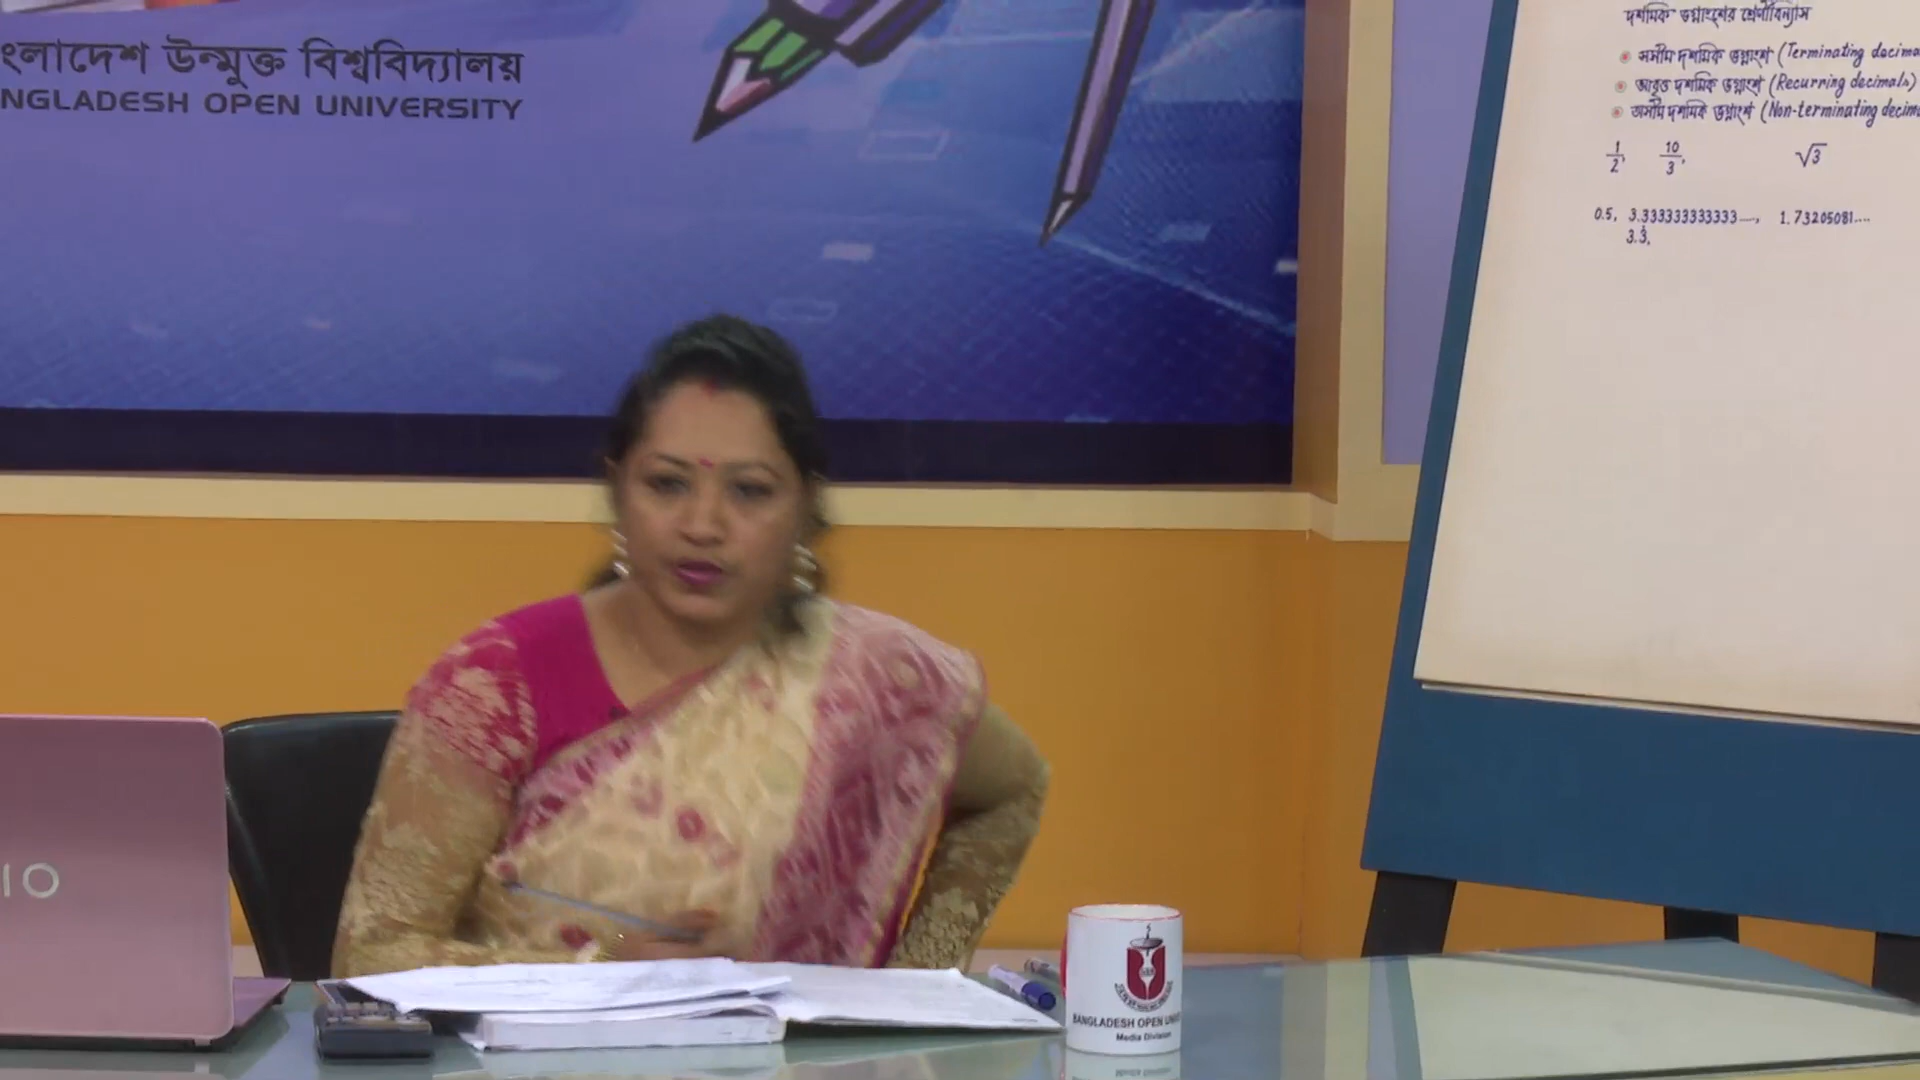 বাংলাদেশ উন্মুক্ত বিশ্ববিদ্যালয়
NGLADESH OPEN UNIVERSITY
দশমিক ভগ্নাংশের শ্রেণীবিন্যাস
সসীম দশমিক ভগ্নাংশ (Terminating decima
আবৃত দশমিক ভগ্নাংশ (Recurring decimals)
অসীম দশমিক ভগ্নাংশ (Non-terminating decima
1/2, 10/3, √3
0.5, 3.333333333333...., 1.73205081....
3.3̇,
IO
BANGLADESH OPEN UNI
Media Division